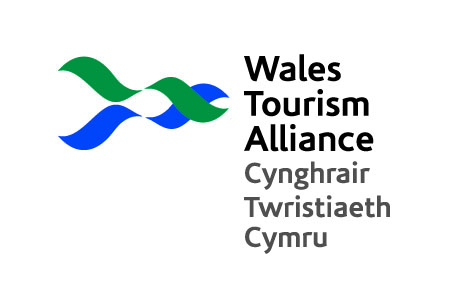 Wales
Tourism
Alliance
Cynghrair
Twristiaeth
Cymru